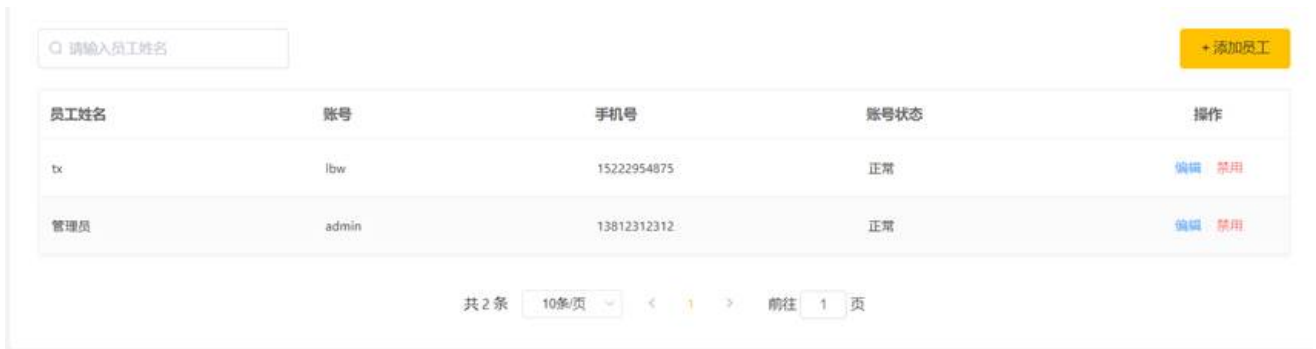 请输入员工姓名
+ 添加员工
员工姓名 账号 手机号 账号状态 操作
tx lbw 15222954875 正常 编辑 禁用
管理员 admin 13812312312 正常 编辑 禁用
共 2 条 10条/页 < 1 > 前往 1 页